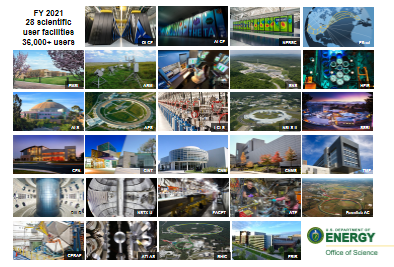 FY 2021
28 scientific
user facilities
36,000+ users
OLCF
ALCF
NERSC
ESnet
EMSL
ARM
JGI
SNS
HFIR
ALS
APS
LCLS
NSLS-II
SSRL
CFN
CINT
CNM
CNMS
TMF
DIII-D
NSTX-U
FACET
ATF
Fermilab AC
CEBAF
ATLAS
RHIC
FRIB
U.S. DEPARTMENT OF
ENERGY
Office of Science